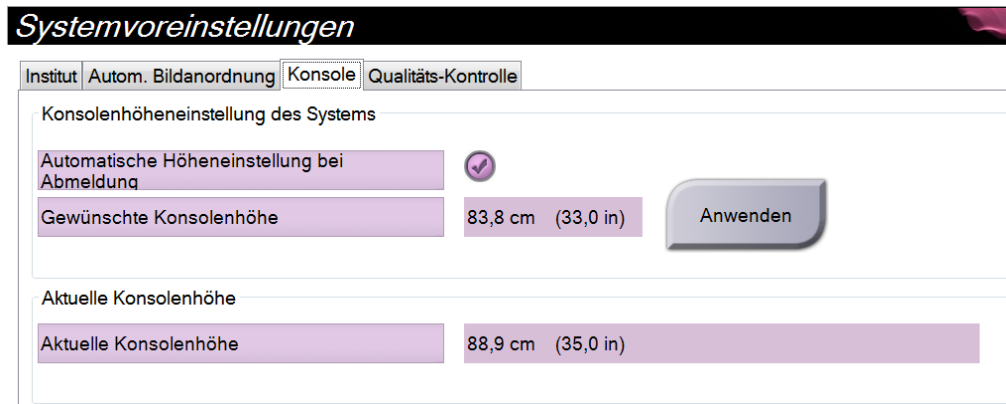 Systemvoreinstellungen
Institut Autom. Bildanordnung Konsole Qualitäts-Kontrolle
Konsolenhöheneinstellung des Systems
Automatische Höheneinstellung bei
Abmeldung
Gewünschte Konsolenhöhe 83,8 cm (33,0 in) Anwenden
Aktuelle Konsolenhöhe
Aktuelle Konsolenhöhe 88,9 cm (35,0 in)